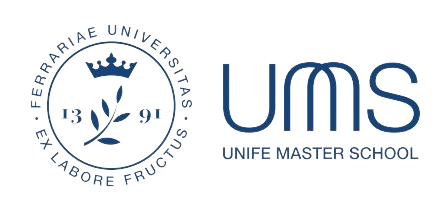 · FERRARIAE UNIVERSITAS ·
EX LABORE FRUCTUS
13 91
UMS
UNIFE MASTER SCHOOL